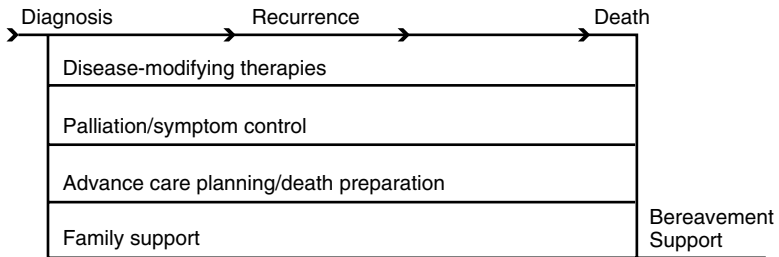 Diagnosis Recurrence Death
Disease-modifying therapies
Palliation/symptom control
Advance care planning/death preparation
Family support
Bereavement
Support